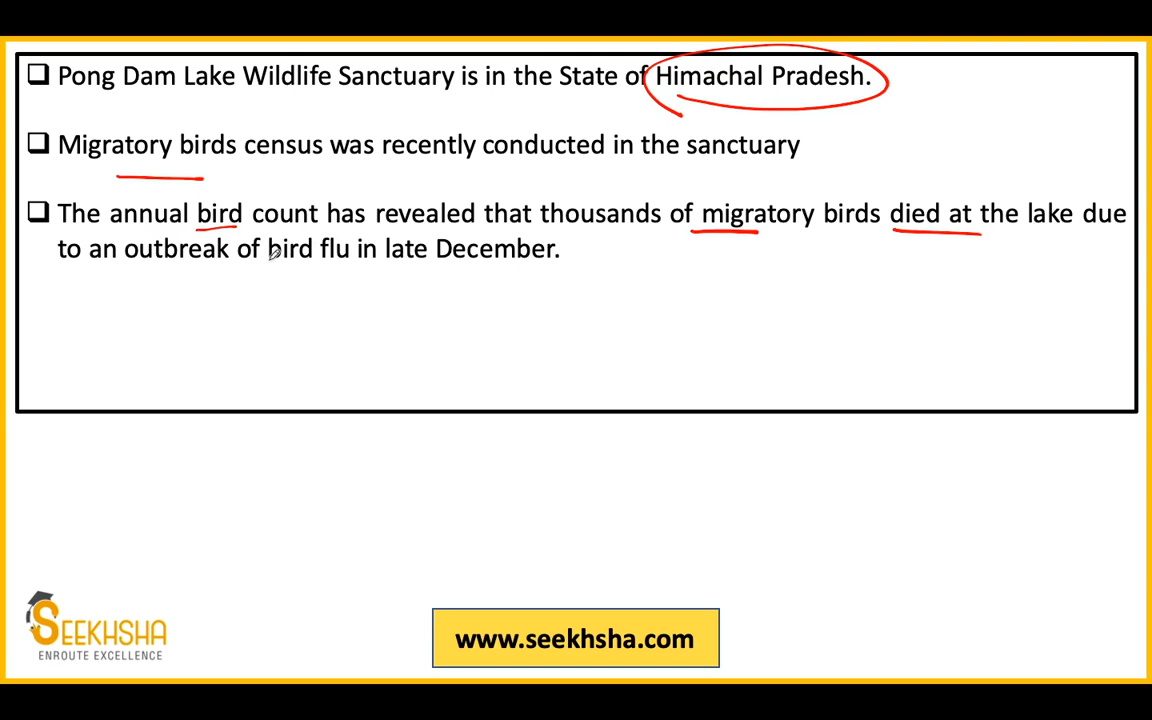 Pong Dam Lake Wildlife Sanctuary is in the State of Himachal Pradesh.
Migratory birds census was recently conducted in the sanctuary
The annual bird count has revealed that thousands of migratory birds died at the lake due
to an outbreak of bird flu in late December.
SEEKHSHA
ENROUTE EXCELLENCE
www.seekhsha.com